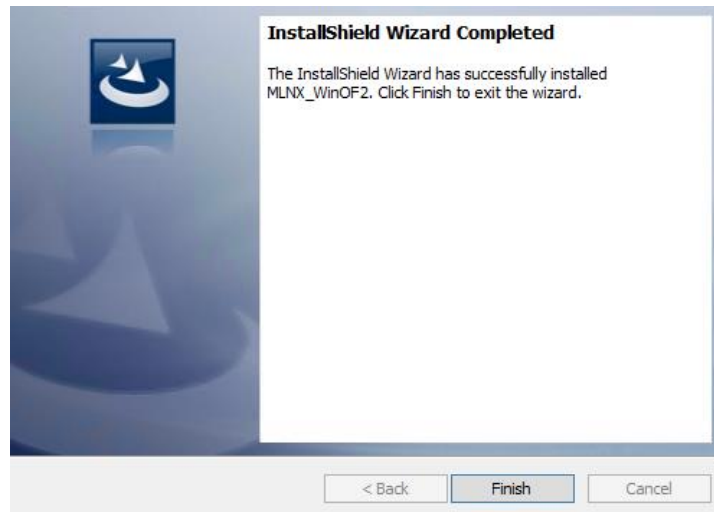 InstallShield Wizard Completed
The InstallShield Wizard has successfully installed
MLNX_WinOF2. Click Finish to exit the wizard.
< Back
Finish
Cancel